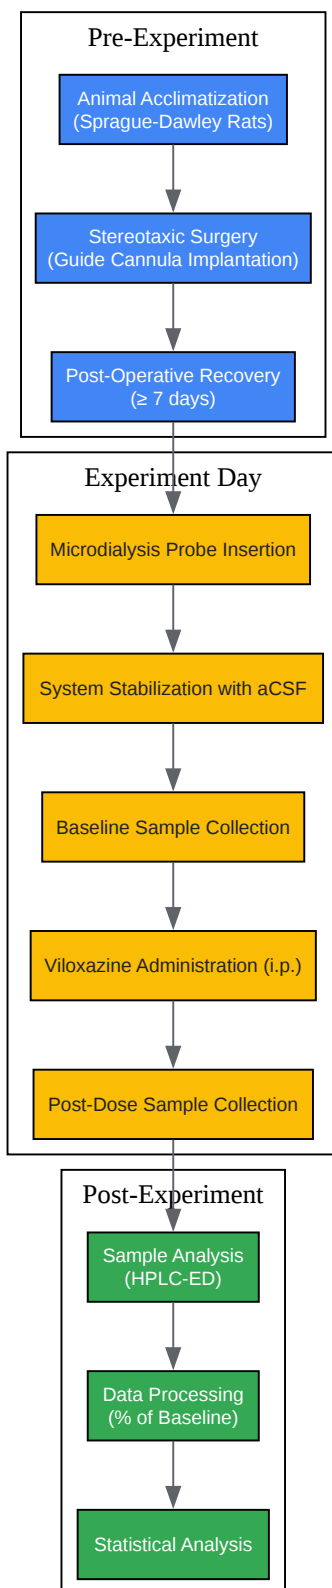 Pre-Experiment
Animal Acclimatization
(Sprague-Dawley Rats)
Stereotaxic Surgery
(Guide Cannula Implantation)
Post-Operative Recovery
(≥ 7 days)
Experiment Day
Microdialysis Probe Insertion
System Stabilization with aCSF
Baseline Sample Collection
Viloxazine Administration (i.p.)
Post-Dose Sample Collection
Post-Experiment
Sample Analysis
(HPLC-ED)
Data Processing
(% of Baseline)
Statistical Analysis